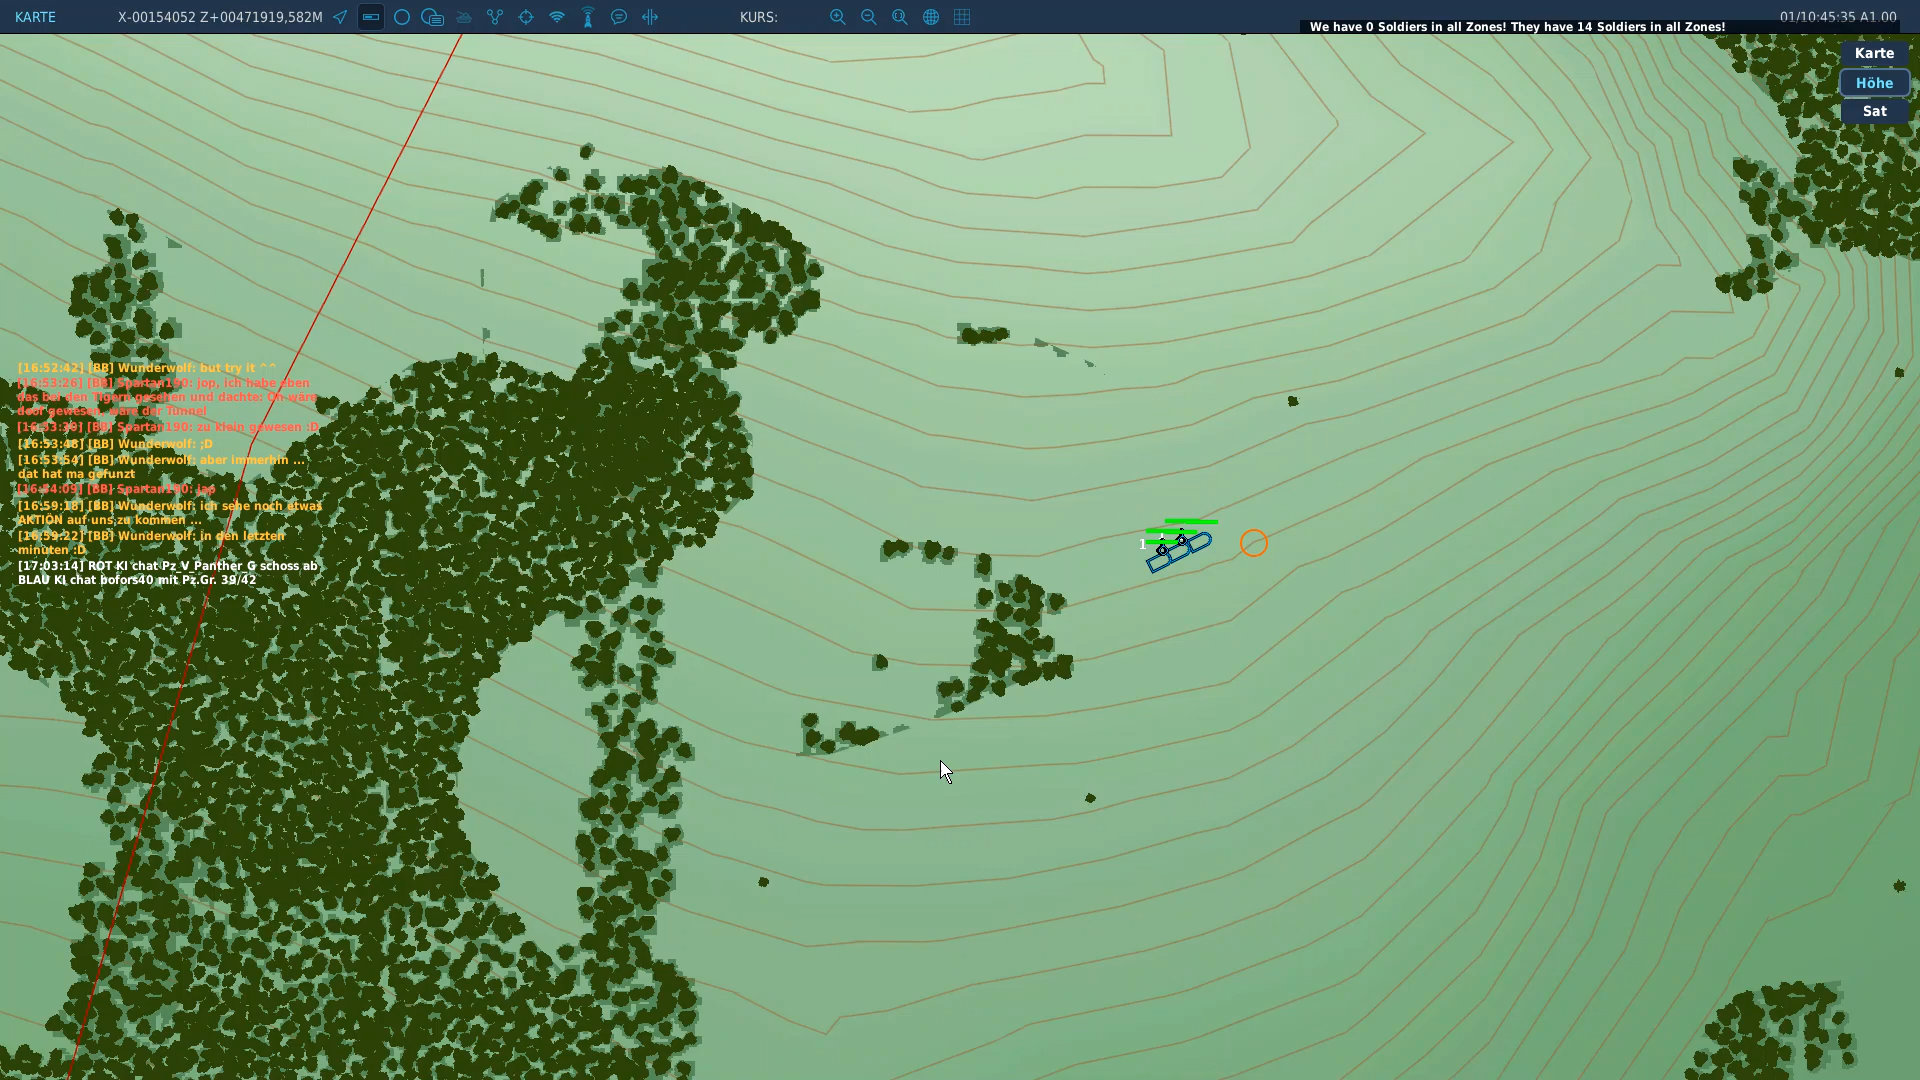 KARTE X-00154052 Z+00471919,582M KURS: 01/10:45:35 A1.00
We have 0 Soldiers in all Zones! They have 14 Soldiers in all Zones!
Karte
Höhe
Sat
[16:52:42] [BB] Wunderwolf: but try it ^^
[16:53:26] [BB] Spartan190: jop, ich habe eben
das bei den Tigern gesehen und dachte: Oh wäre
doof gewesen, wäre der Tunnel
[16:53:39] [BB] Spartan190: zu klein gewesen :D
[16:53:48] [BB] Wunderwolf: ;D
[16:53:54] [BB] Wunderwolf: aber immerhin ...
dat hat ma gefunzt
[16:54:09] [BB] Spartan190: jap
[16:59:18] [BB] Wunderwolf: ich sehe noch etwas
AKTION auf uns zu kommen ...
[16:59:22] [BB] Wunderwolf: in den letzten
minuten :D
[17:03:14] ROT KI chat Pz_V_Panther_G schoss ab
BLAU KI chat bofors40 mit Pz.Gr. 39/42
1